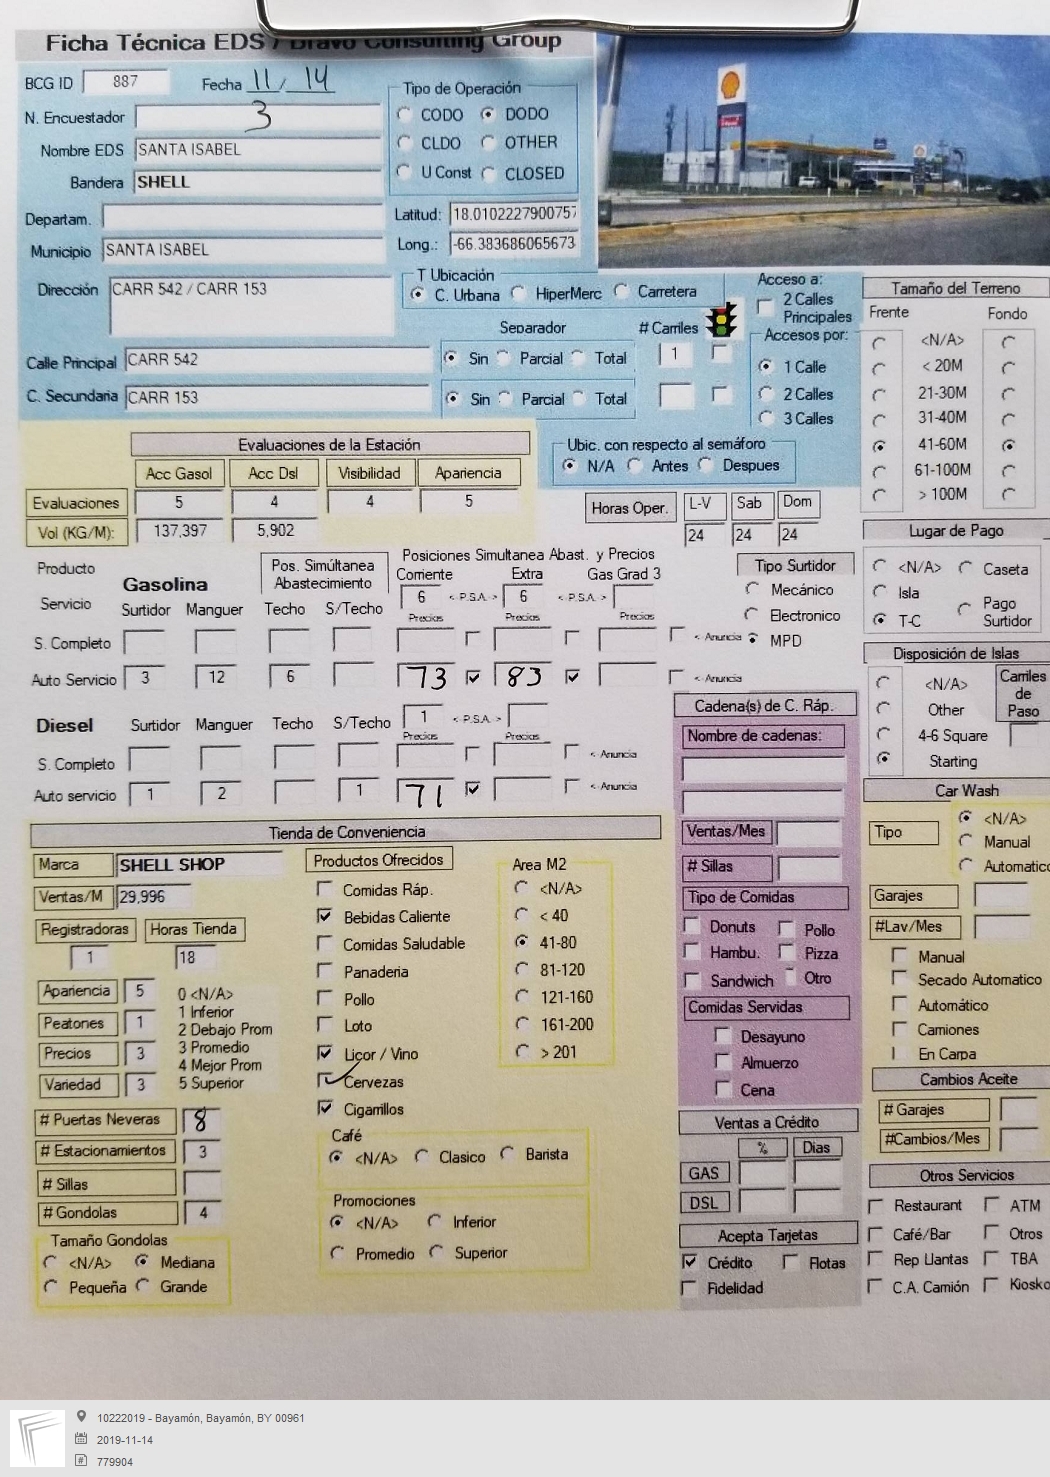 Ficha Técnica EDS / Bravo Consulting Group
BCG ID 887 Fecha 11 / 14
N. Encuestador 3
Nombre EDS SANTA ISABEL
Bandera SHELL
Departam.
Municipio SANTA ISABEL
Tipo de Operación
CODO DODO
CLDO OTHER
U Const CLOSED
Latitud: 18.0102227900757
Long.: -66.383686065673
Dirección CARR 542 / CARR 153
T Ubicación
C. Urbana HiperMerc Carretera
Separador # Carriles
Calle Principal CARR 542 Sin Parcial Total 1
C. Secundaria CARR 153 Sin Parcial Total
Acceso a:
2 Calles
Principales
Accesos por:
1 Calle
2 Calles
3 Calles
Tamaño del Terreno
Frente Fondo
<N/A>
< 20M
21-30M
31-40M
41-60M
61-100M
> 100M
Evaluaciones de la Estación
Acc Gasol Acc Dsl Visibilidad Apariencia
Evaluaciones 5 4 4 5
Vol (KG/M): 137,397 5,902
Ubic. con respecto al semáforo
N/A Antes Despues
Horas Oper. L-V Sab Dom
24 24 24
Lugar de Pago
<N/A> Caseta
Isla Pago
T-C Surtidor
Producto Gasolina Pos. Simúltanea
Abastecimiento
Posiciones Simultanea Abast. y Precios
Corriente Extra Gas Grad 3
Servicio Surtidor Manguer Techo S/Techo 6 < P.S.A. > 6 < P.S.A. >
Precios Precios Precios
S. Completo < Anuncia
Auto Servicio 3 12 6 73 83 < Anuncia
Tipo Surtidor
Mecánico
Electronico
MPD
Diesel Surtidor Manguer Techo S/Techo 1 < P.S.A. >
Precios Precios
S. Completo < Anuncia
Auto servicio 1 2 1 71 < Anuncia
Disposición de Islas
<N/A> Carriles
de
Paso
Other
4-6 Square
Starting
Cadena(s) de C. Ráp.
Nombre de cadenas:
Ventas/Mes
# Sillas
Tipo de Comidas
Donuts Pollo
Hambu. Pizza
Sandwich Otro
Comidas Servidas
Desayuno
Almuerzo
Cena
Car Wash
Tipo <N/A>
Manual
Automatico
Garajes
#Lav/Mes
Manual
Secado Automatico
Automático
Camiones
En Carpa
Cambios Aceite
# Garajes
#Cambios/Mes
Tienda de Conveniencia
Marca SHELL SHOP
Ventas/M 29,996
Registradoras Horas Tienda
1 18
Apariencia 5
Peatones 1
Precios 3
Variedad 3
0 <N/A>
1 Inferior
2 Debajo Prom
3 Promedio
4 Mejor Prom
5 Superior
# Puertas Neveras 8
# Estacionamientos 3
# Sillas
# Gondolas 4
Tamaño Gondolas
<N/A> Mediana
Pequeña Grande
Productos Ofrecidos
Comidas Ráp.
Bebidas Caliente
Comidas Saludable
Panaderia
Pollo
Loto
Licor / Vino
Cervezas
Cigarrillos
Area M2
<N/A>
< 40
41-80
81-120
121-160
161-200
> 201
Café
<N/A> Clasico Barista
Promociones
<N/A> Inferior
Promedio Superior
Ventas a Crédito
% Dias
GAS
DSL
Acepta Tarjetas
Crédito Flotas
Fidelidad
Otros Servicios
Restaurant ATM
Café/Bar Otros
Rep Llantas TBA
C.A. Camión Kiosko
10222019 - Bayamón, Bayamón, BY 00961
2019-11-14
779904